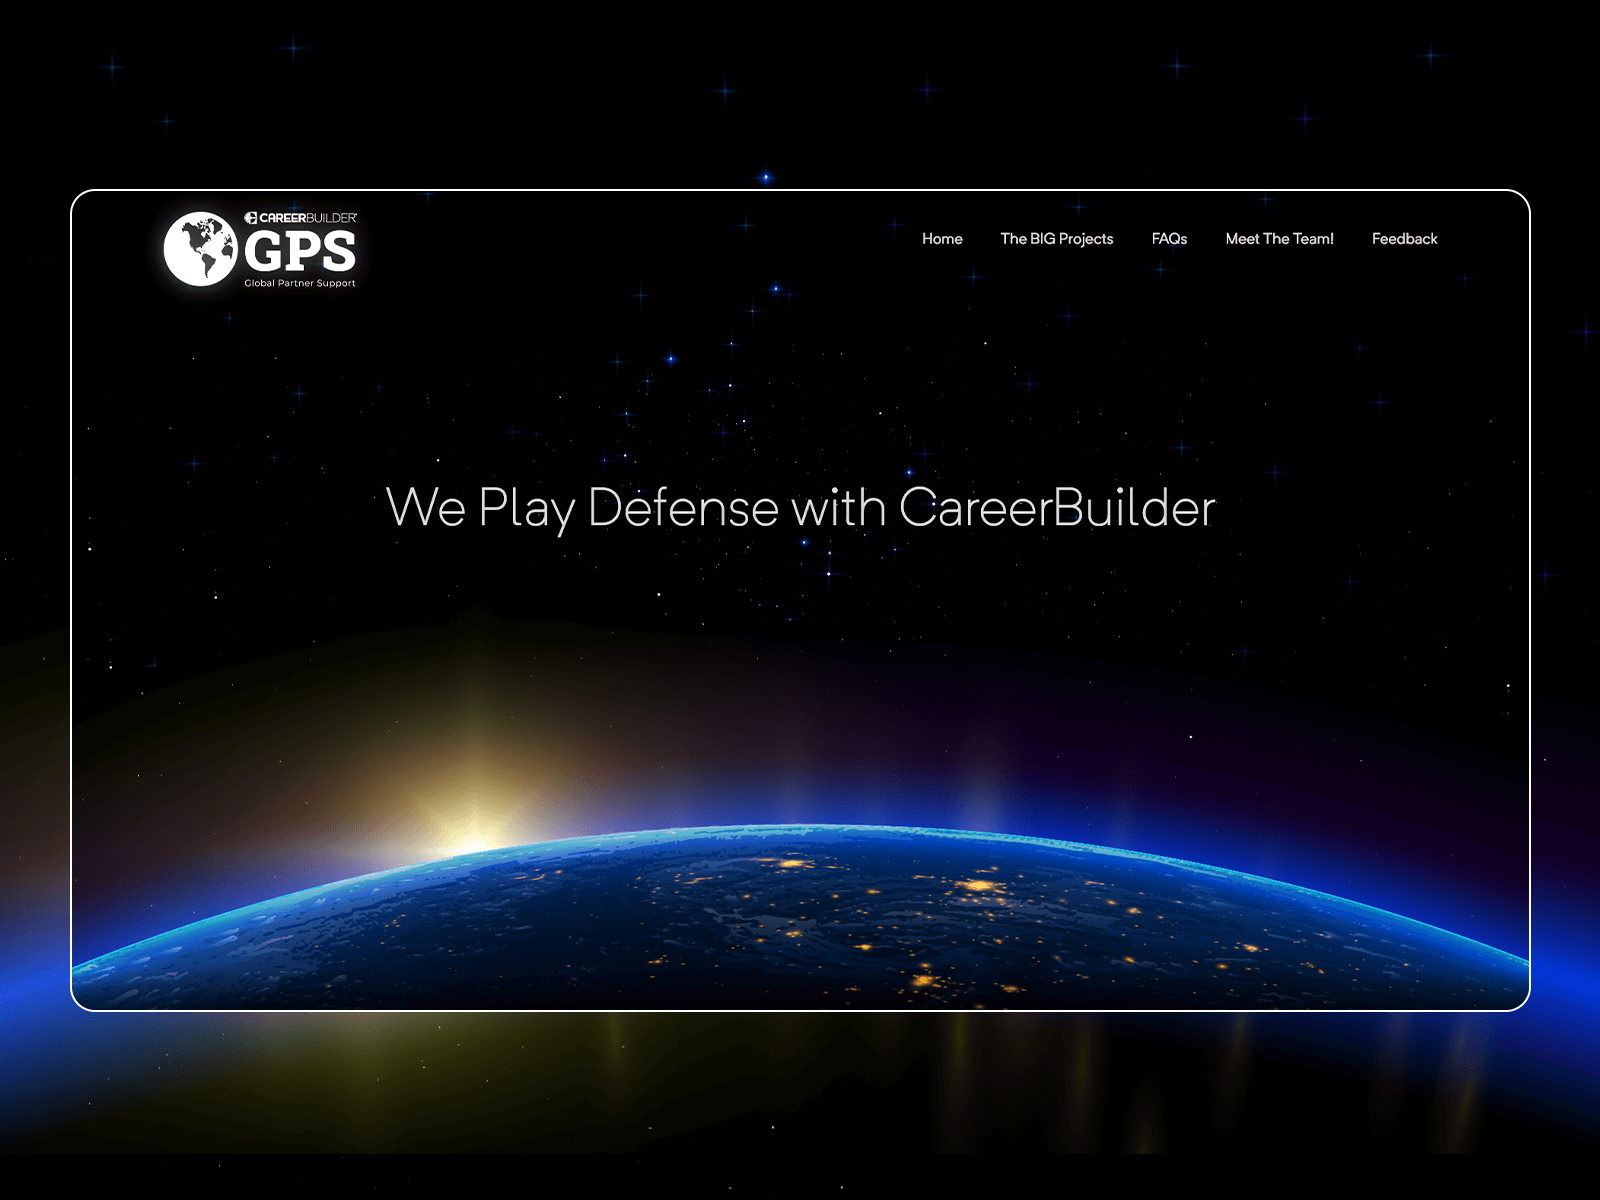 CAREERBUILDER
GPS
Global Partner Support
Home The BIG Projects FAQs Meet The Team! Feedback
We Play Defense with CareerBuilder